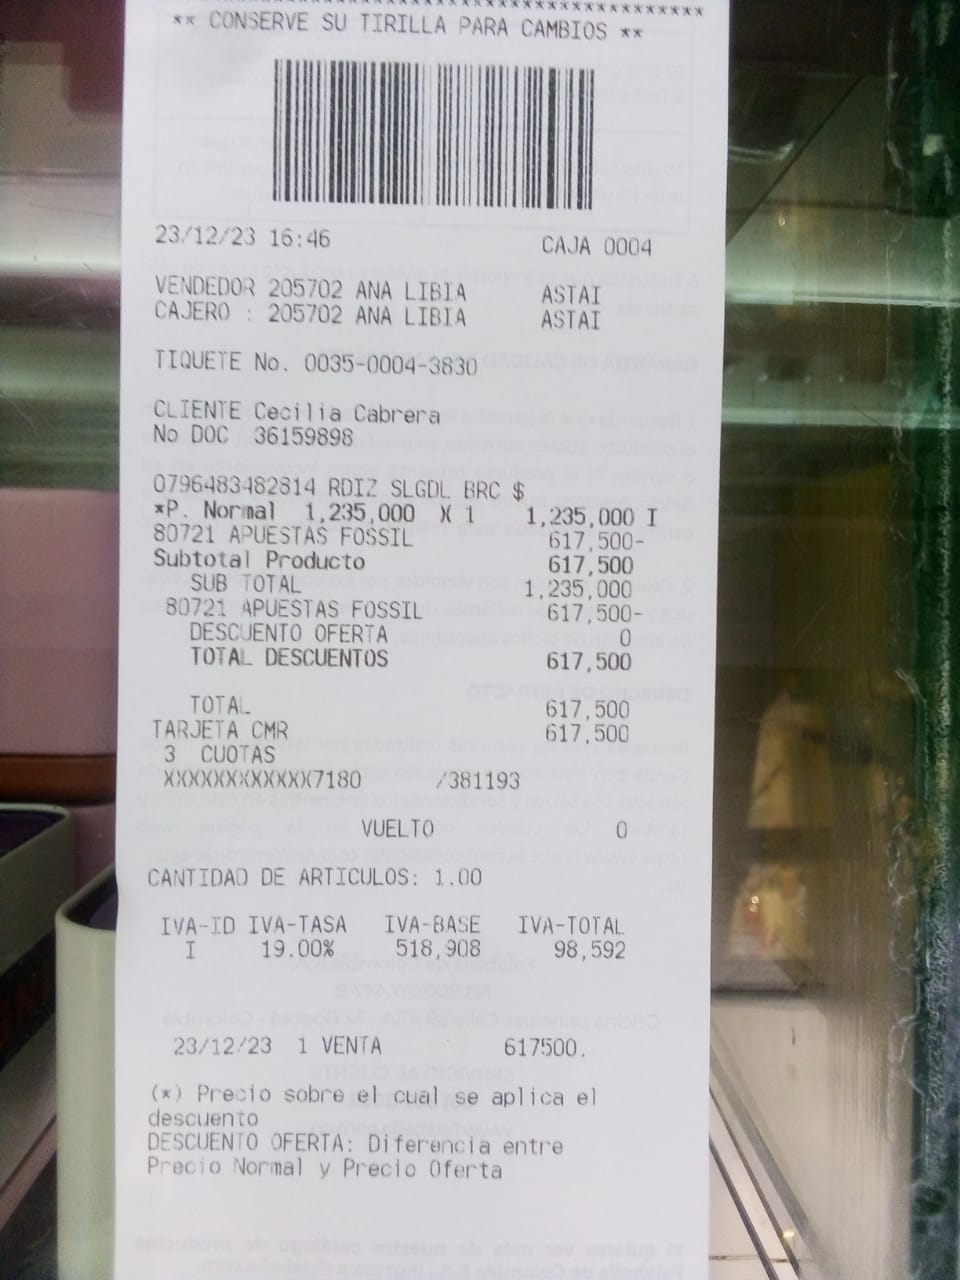 ** CONSERVE SU TIRILLA PARA CAMBIOS **
23/12/23 16:46 CAJA 0004
VENDEDOR 205702 ANA LIBIA ASTAI
CAJERO : 205702 ANA LIBIA ASTAI
TIQUETE No. 0035-0004-3830
CLIENTE Cecilia Cabrera
No DOC 36159898
0796483482814 RDIZ SLGDL BRC $
*P. Normal 1,235,000 X 1 1,235,000 I
80721 APUESTAS FOSSIL 617,500-
Subtotal Producto 617,500
SUB TOTAL 1,235,000
80721 APUESTAS FOSSIL 617,500-
DESCUENTO OFERTA 0
TOTAL DESCUENTOS 617,500
TOTAL 617,500
TARJETA CMR 617,500
3 CUOTAS
XXXXXXXXXXXX7180 /381193
VUELTO 0
CANTIDAD DE ARTICULOS: 1.00
IVA-ID IVA-TASA IVA-BASE IVA-TOTAL
I 19.00% 518,908 98,592
23/12/23 1 VENTA 617500.
(*) Precio sobre el cual se aplica el
descuento
DESCUENTO OFERTA: Diferencia entre
Precio Normal y Precio Oferta